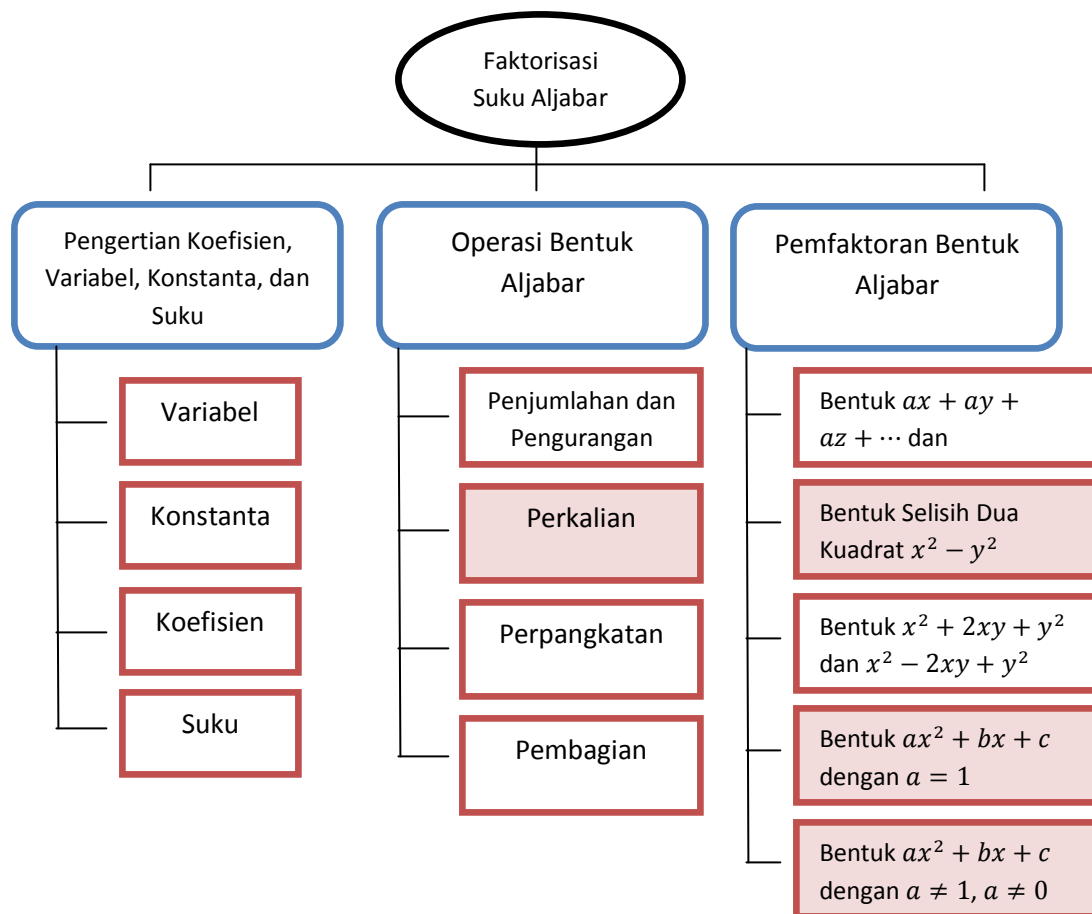 Faktorisasi
Suku Aljabar
Pengertian Koefisien,
Variabel, Konstanta, dan
Suku
Variabel
Konstanta
Koefisien
Suku
Operasi Bentuk
Aljabar
Penjumlahan dan
Pengurangan
Perkalian
Perpangkatan
Pembagian
Pemfaktoran Bentuk
Aljabar
Bentuk 𝑎𝑥 + 𝑎𝑦 +
𝑎𝑧 + ⋯ dan
Bentuk Selisih Dua
Kuadrat 𝑥² − 𝑦²
Bentuk 𝑥² + 2𝑥𝑦 + 𝑦²
dan 𝑥² − 2𝑥𝑦 + 𝑦²
Bentuk 𝑎𝑥² + 𝑏𝑥 + 𝑐
dengan 𝑎 = 1
Bentuk 𝑎𝑥² + 𝑏𝑥 + 𝑐
dengan 𝑎 ≠ 1, 𝑎 ≠ 0